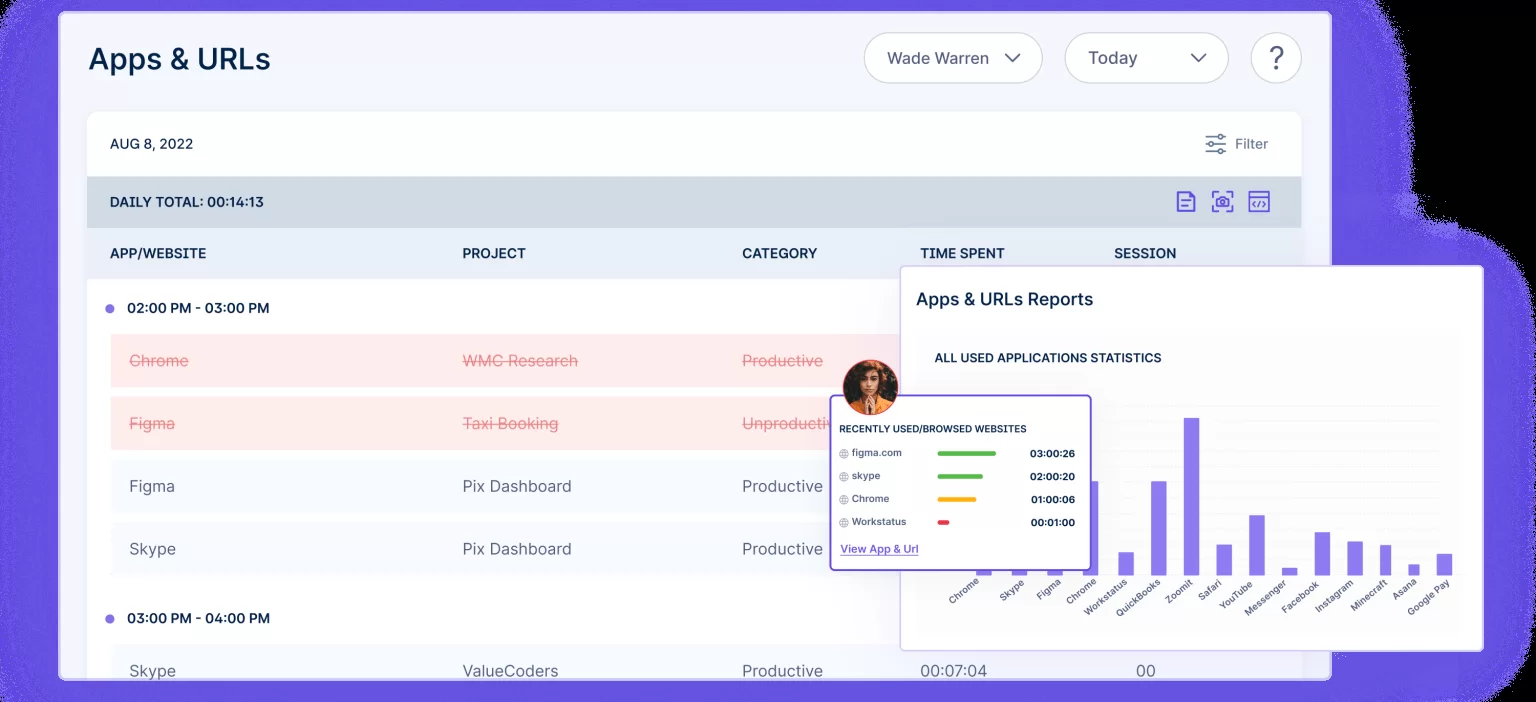 Apps & URLs
Wade Warren
Today
?
AUG 8, 2022
Filter
DAILY TOTAL: 00:14:13
APP/WEBSITE PROJECT CATEGORY TIME SPENT SESSION
02:00 PM - 03:00 PM
Chrome WMC Research Productive
Figma Taxi Booking
Figma Pix Dashboard Productive
Skype Pix Dashboard Productive
03:00 PM - 04:00 PM
Skype ValueCoders Productive 00:07:04 00
RECENTLY USED/BROWSED WEBSITES
figma.com 03:00:26
skype 02:00:20
Chrome 01:00:06
Workstatus 00:01:00
View App & Url
Apps & URLs Reports
ALL USED APPLICATIONS STATISTICS
Chrome Skype Figma Chrome Workstatus QuickBooks Zoomit Safari YouTube Messenger Facebook Instagram Minecraft Asana Google Pay